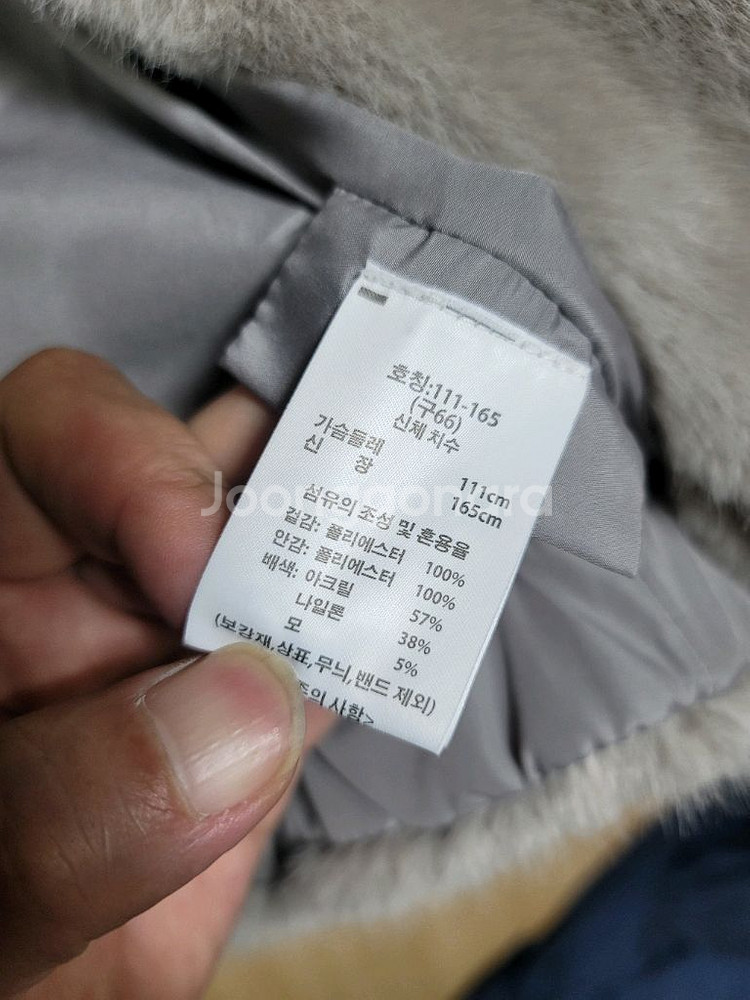 호칭:111-165
(구66)
신체 치수
가슴둘레 111cm
신 장 165cm
섬유의 조성 및 혼용율
겉감: 폴리에스터 100%
안감: 폴리에스터 100%
배색: 아크릴 57%
나일론 38%
모 5%
(보강재,상표,무늬,밴드 제외)
사항>
Joonggonara